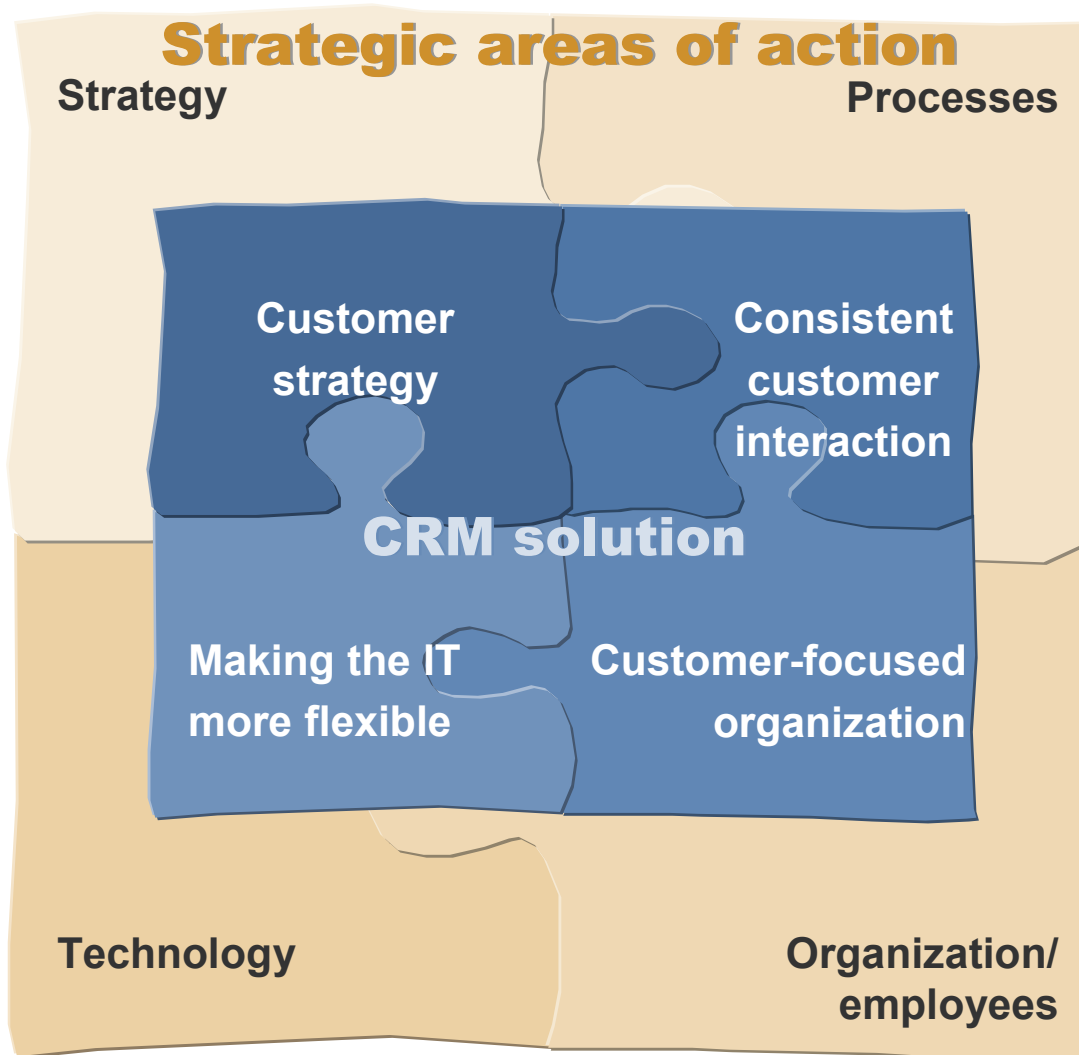 Strategic areas of action
Strategy
Processes
Customer
strategy
Consistent
customer
interaction
CRM solution
Making the IT
more flexible
Customer-focused
organization
Technology
Organization/
employees